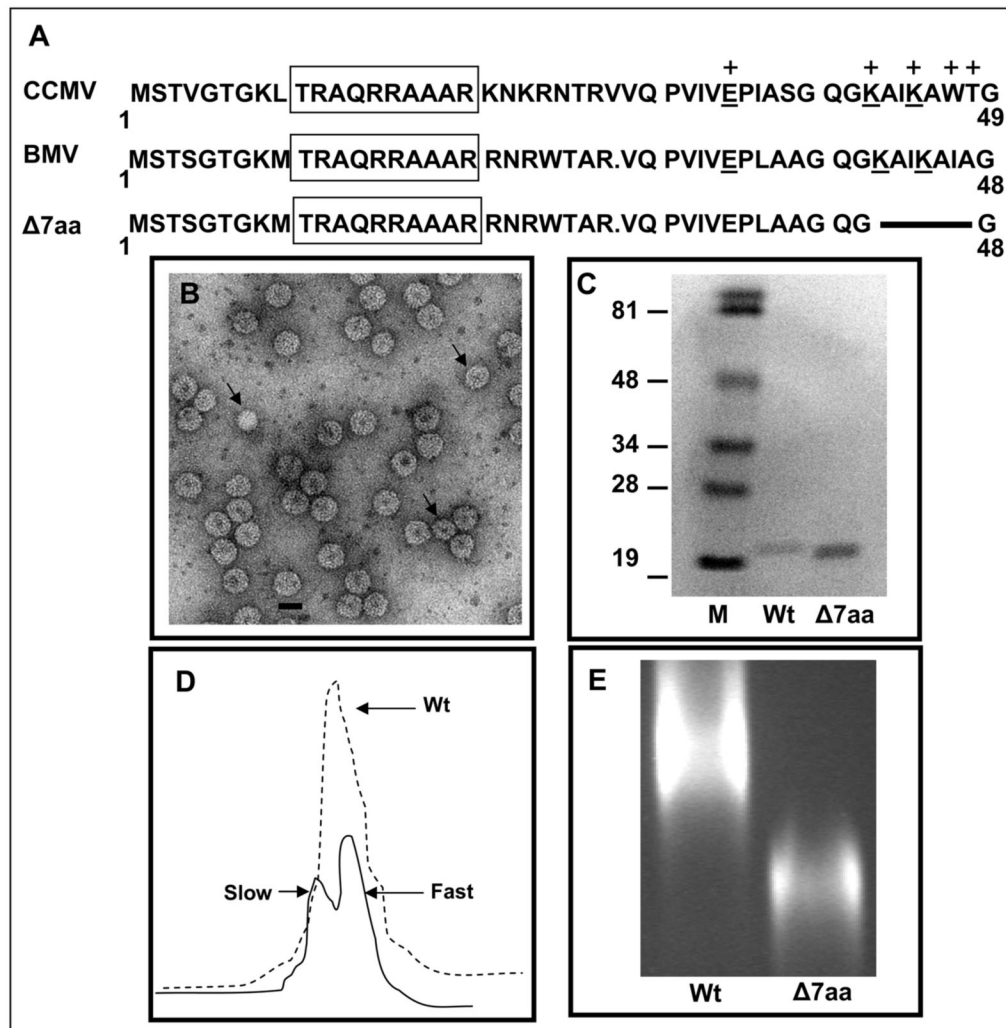 A
+ + + + +
CCMV MSTVGTGKL TRAQRRAAAR KNKRNTRVVQ PVIVEPIASG QGKAIKAWTG
1 49
BMV MSTSGTGKM TRAQRRAAAR RNRWTAR.VQ PVIVEPLAAG QGKAIKAIAG
1 48
Δ7aa MSTSGTGKM TRAQRRAAAR RNRWTAR.VQ PVIVEPLAAG QG G
1 48
B
C
81
48
34
28
19
M Wt Δ7aa
D
Wt
Slow Fast
E
Wt Δ7aa